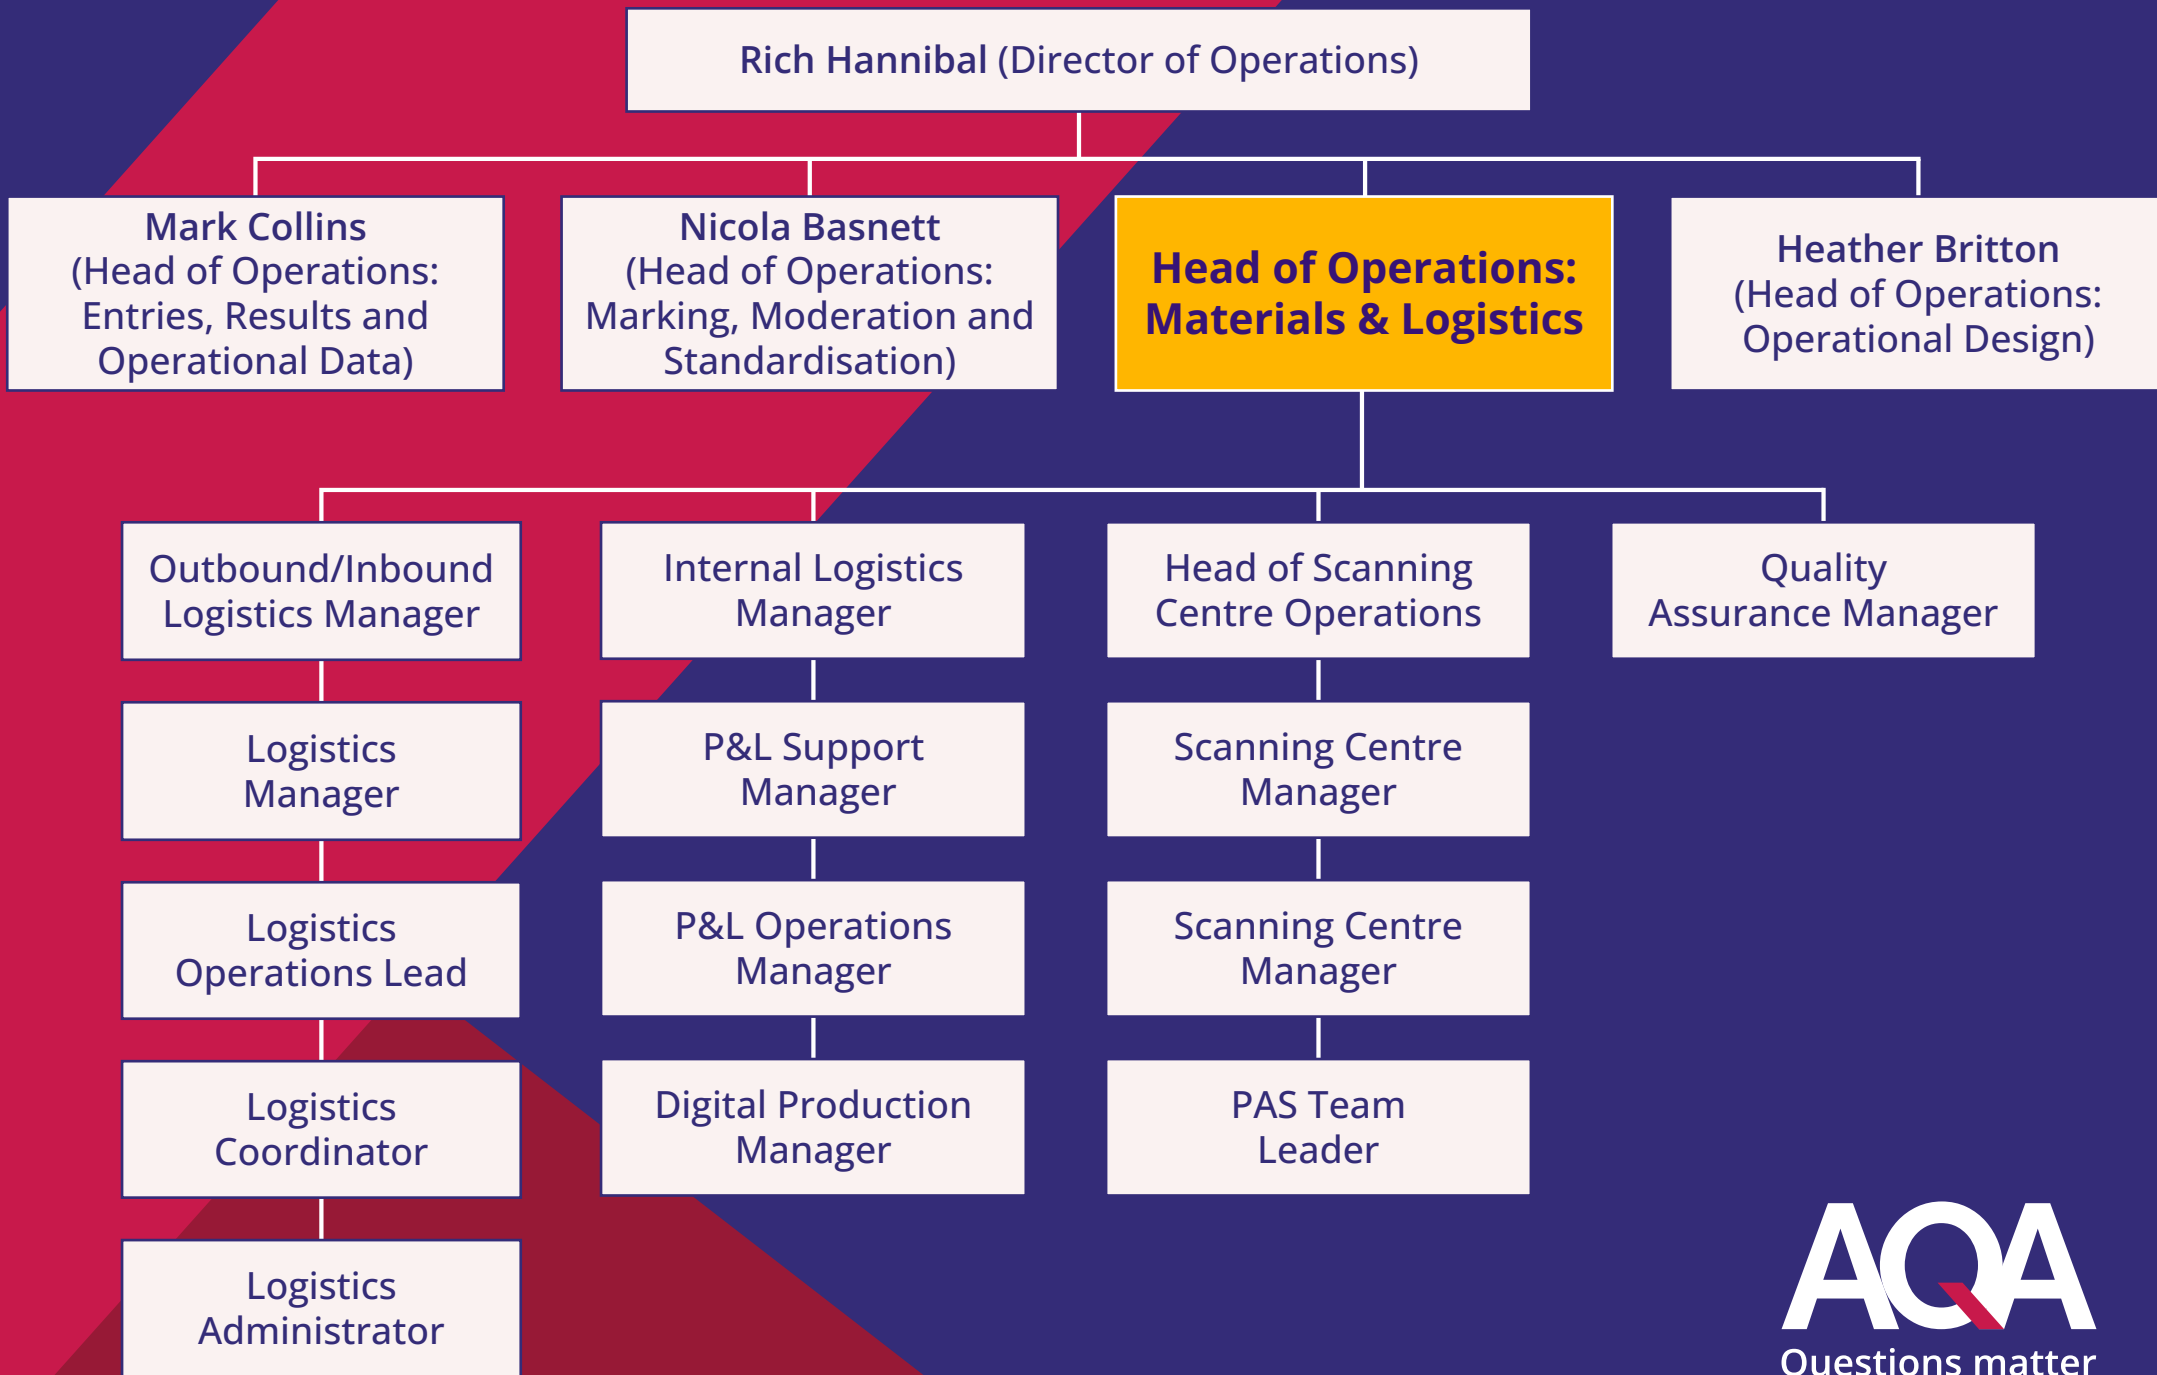 Rich Hannibal (Director of Operations)
Mark Collins
(Head of Operations:
Entries, Results and
Operational Data)
Nicola Basnett
(Head of Operations:
Marking, Moderation and
Standardisation)
Head of Operations:
Materials & Logistics
Heather Britton
(Head of Operations:
Operational Design)
Outbound/Inbound
Logistics Manager
Internal Logistics
Manager
Head of Scanning
Centre Operations
Quality
Assurance Manager
Logistics
Manager
P&L Support
Manager
Scanning Centre
Manager
Logistics
Operations Lead
P&L Operations
Manager
Scanning Centre
Manager
Logistics
Coordinator
Digital Production
Manager
PAS Team
Leader
Logistics
Administrator
AQA
Questions matter